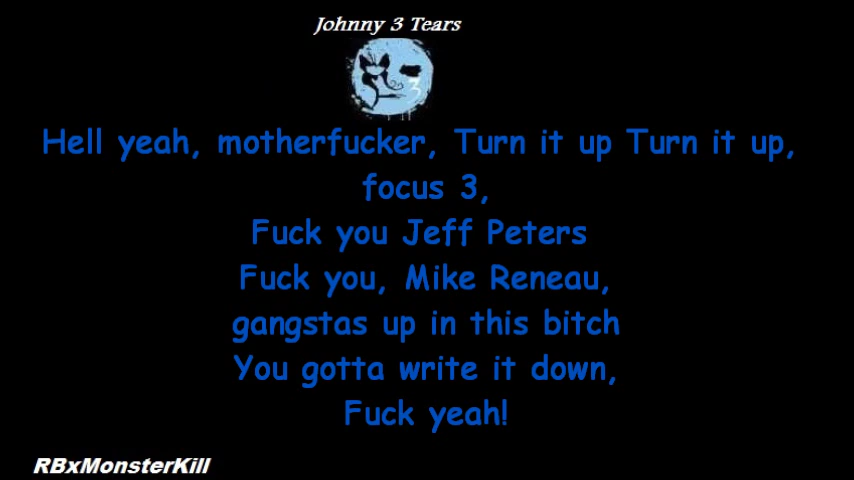 Johnny 3 Tears
3
Hell yeah, motherfucker, Turn it up Turn it up,
focus 3,
Fuck you Jeff Peters
Fuck you, Mike Reneau,
gangstas up in this bitch
You gotta write it down,
Fuck yeah!
RBxMonsterKill